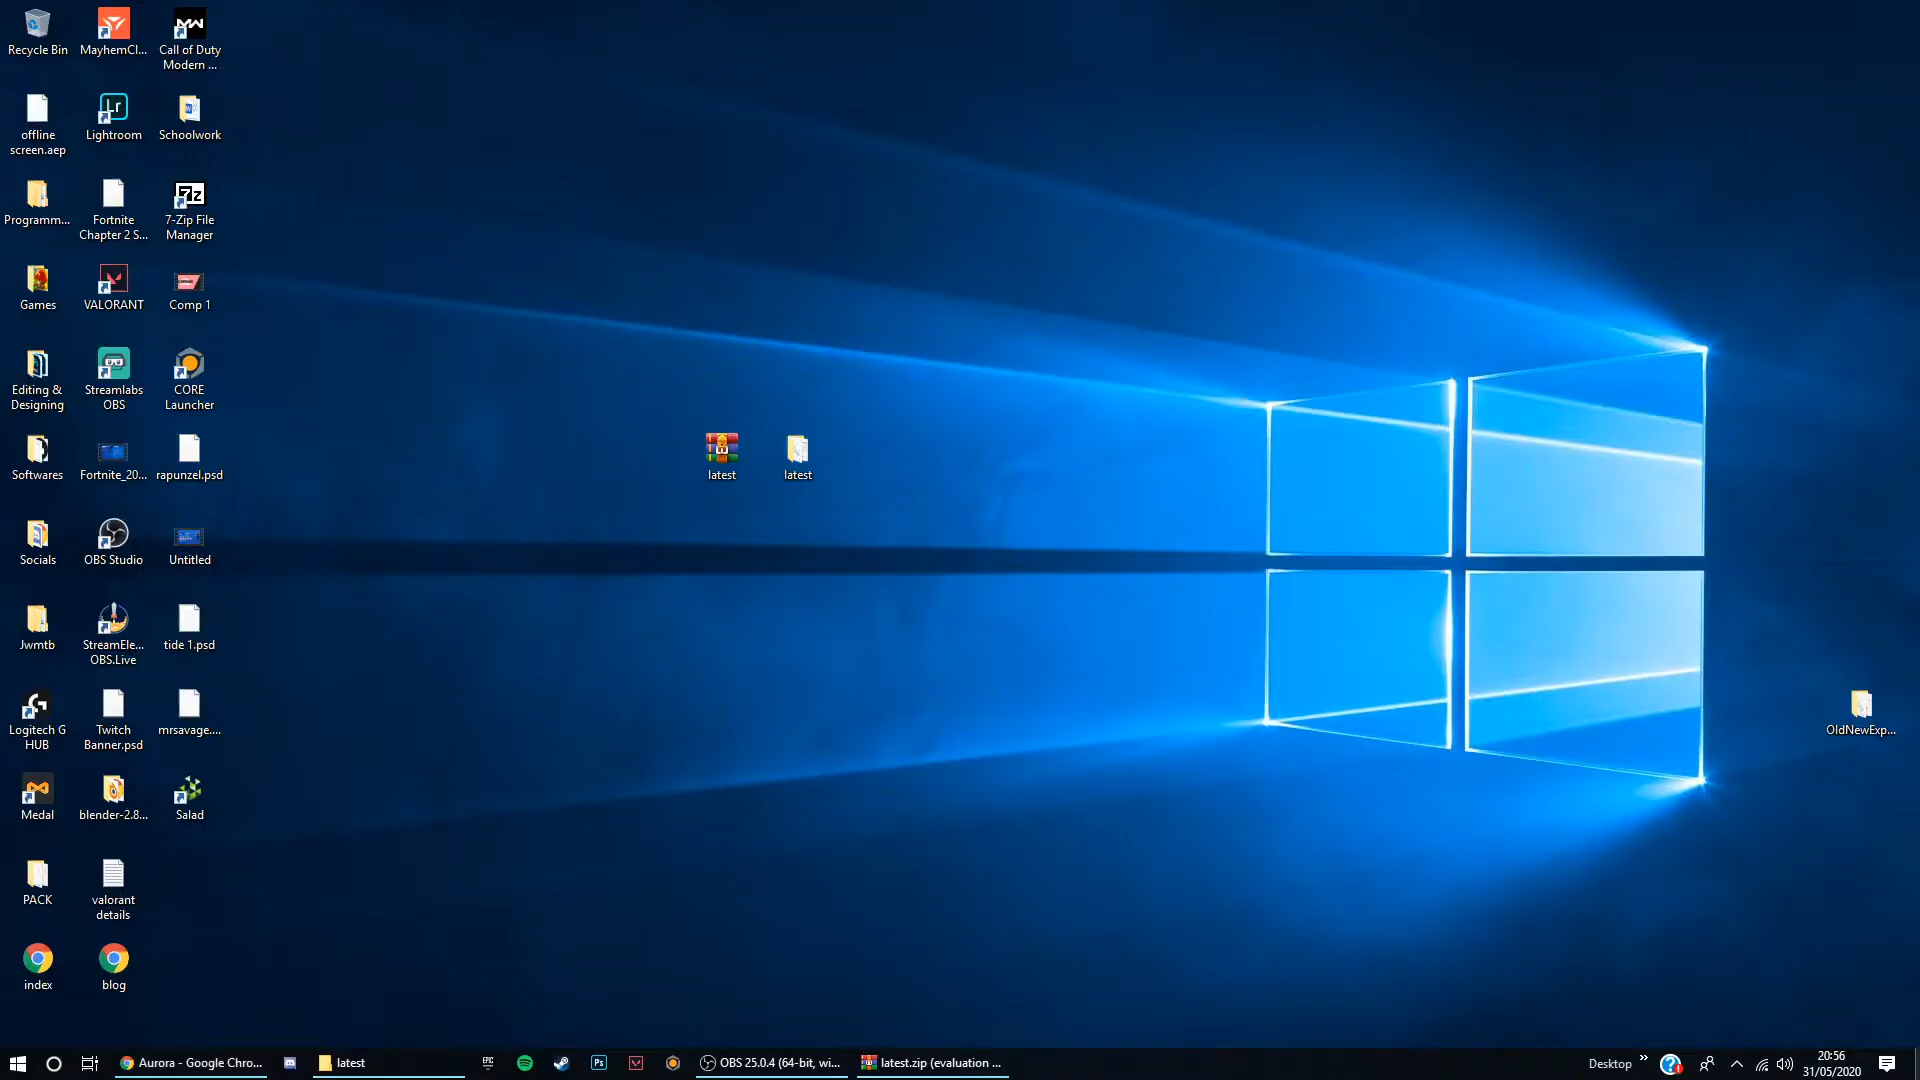 Recycle Bin
MayhemCl...
Call of Duty
Modern ...
offline
screen.aep
Lightroom
Schoolwork
Programm...
Fortnite
Chapter 2 S...
7-Zip File
Manager
Games
VALORANT
Comp 1
Editing &
Designing
Streamlabs
OBS
CORE
Launcher
Softwares
Fortnite_20...
rapunzel.psd
latest
latest
Socials
OBS Studio
Untitled
Jwmtb
StreamEle...
OBS.Live
tide 1.psd
Logitech G
HUB
Twitch
Banner.psd
mrsavage....
OldNewExp...
Medal
blender-2.8...
Salad
PACK
valorant
details
index
blog
Aurora - Google Chro...
latest
OBS 25.0.4 (64-bit, wi...
latest.zip (evaluation ...
Desktop
20:56
31/05/2020